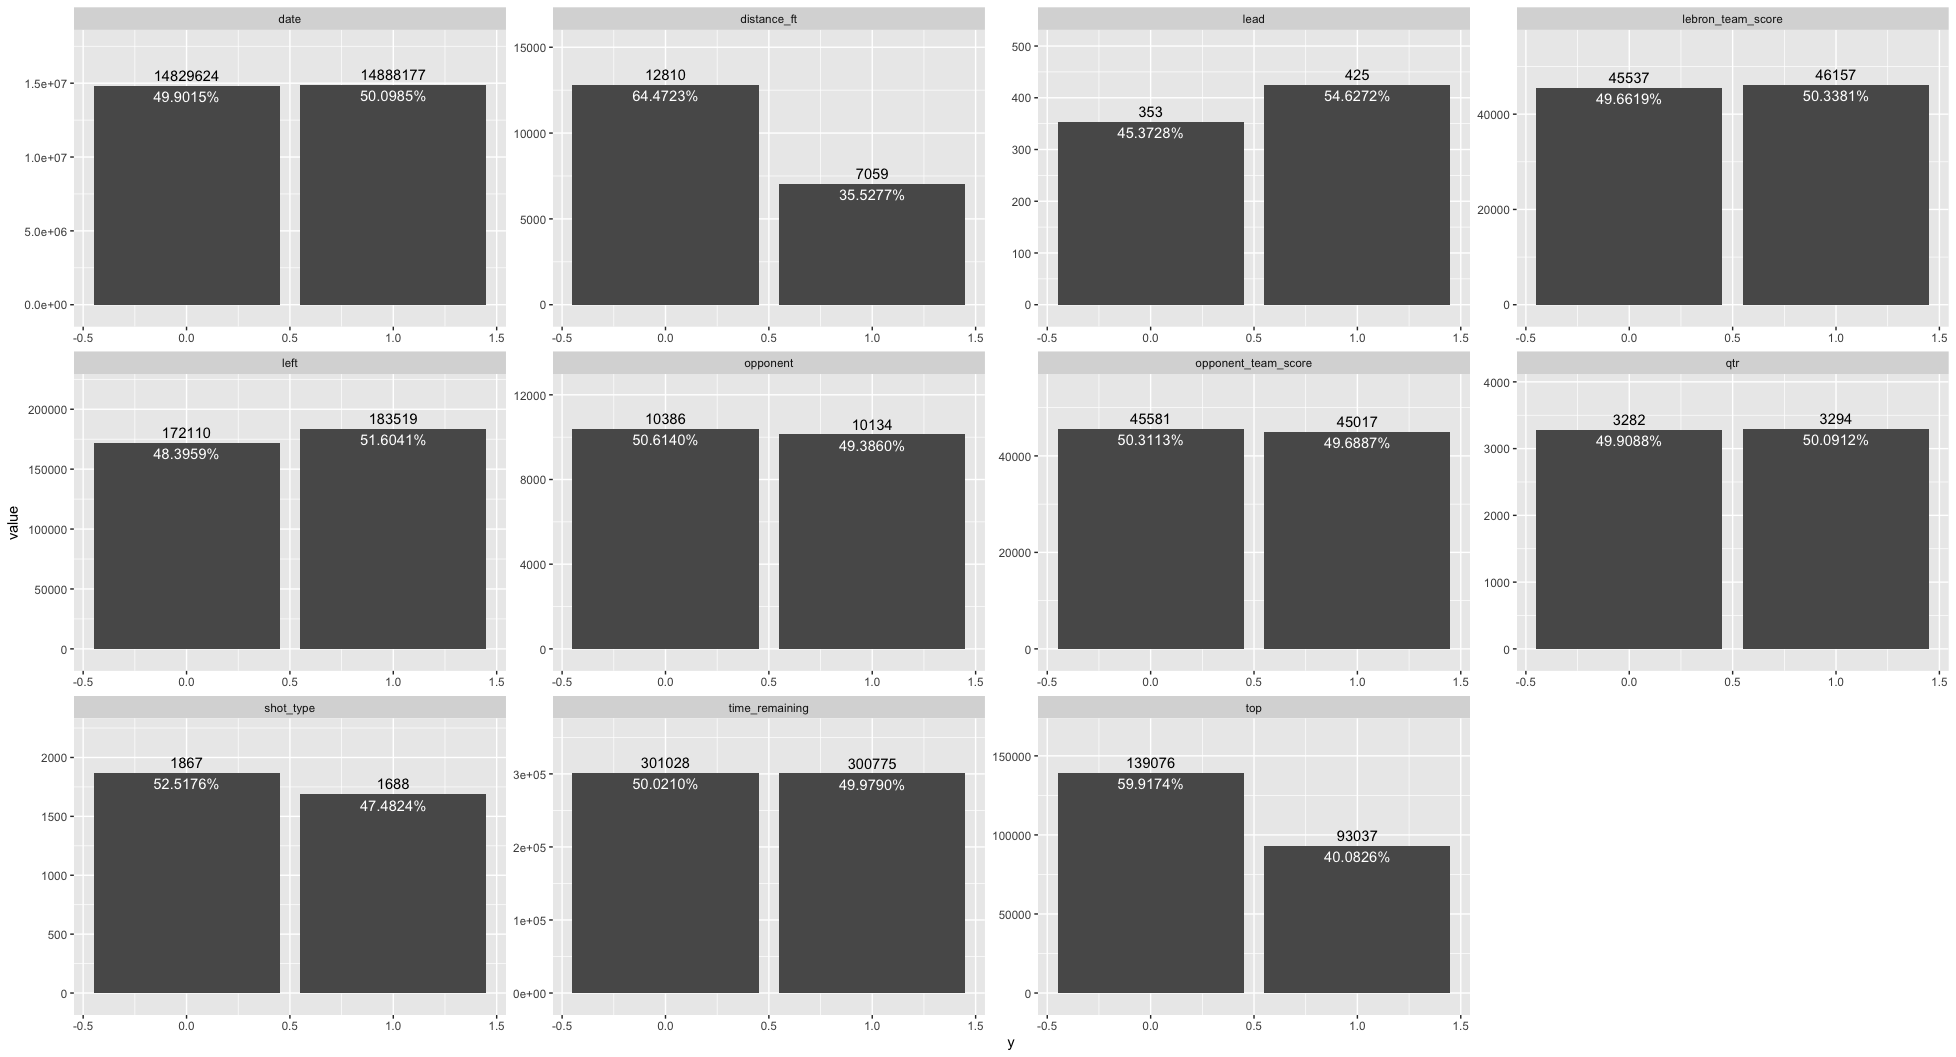 date
distance_ft
lead
lebron_team_score
1.5e+07
1.0e+07
5.0e+06
0.0e+00
14829624
49.9015%
14888177
50.0985%
-0.5 0.0 0.5 1.0 1.5
15000
10000
5000
0
12810
64.4723%
7059
35.5277%
-0.5 0.0 0.5 1.0 1.5
500
400
300
200
100
0
353
45.3728%
425
54.6272%
-0.5 0.0 0.5 1.0 1.5
40000
20000
0
45537
49.6619%
46157
50.3381%
-0.5 0.0 0.5 1.0 1.5
left
opponent
opponent_team_score
qtr
value
200000
150000
100000
50000
0
172110
48.3959%
183519
51.6041%
-0.5 0.0 0.5 1.0 1.5
12000
8000
4000
0
10386
50.6140%
10134
49.3860%
-0.5 0.0 0.5 1.0 1.5
40000
20000
0
45581
50.3113%
45017
49.6887%
-0.5 0.0 0.5 1.0 1.5
4000
3000
2000
1000
0
3282
49.9088%
3294
50.0912%
-0.5 0.0 0.5 1.0 1.5
shot_type
time_remaining
top
2000
1500
1000
500
0
1867
52.5176%
1688
47.4824%
-0.5 0.0 0.5 1.0 1.5
3e+05
2e+05
1e+05
0e+00
301028
50.0210%
300775
49.9790%
-0.5 0.0 0.5 1.0 1.5
150000
100000
50000
0
139076
59.9174%
93037
40.0826%
-0.5 0.0 0.5 1.0 1.5
y